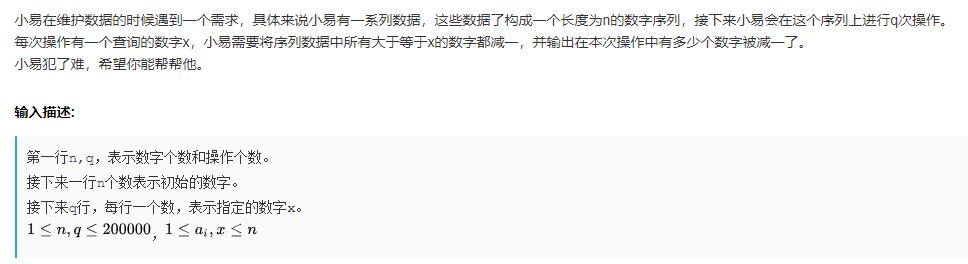 小易在维护数据的时候遇到一个需求，具体来说小易有一系列数据，这些数据了构成一个长度为n的数字序列，接下来小易会在这个序列上进行q次操作。
每次操作有一个查询的数字x，小易需要将序列数据中所有大于等于x的数字都减一，并输出在本次操作中有多少个数字被减一了。
小易犯了难，希望你能帮帮他。
输入描述:
第一行n,q，表示数字个数和操作个数。
接下来一行n个数表示初始的数字。
接下来q行，每行一个数，表示指定的数字x。
1 ≤ n, q ≤ 200000，1 ≤ aᵢ, x ≤ n